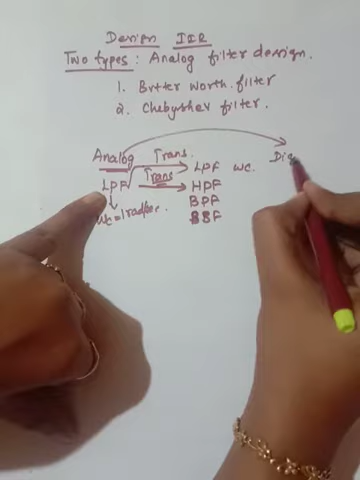 Design IIR
Two types: Analog filter design.
1. Butter worth filter
2. Chebyshev filter.
Analog Trans.
LPF Trans LPF wc.
HPF
wc=1rad/sec. BPF
BSF
Dis